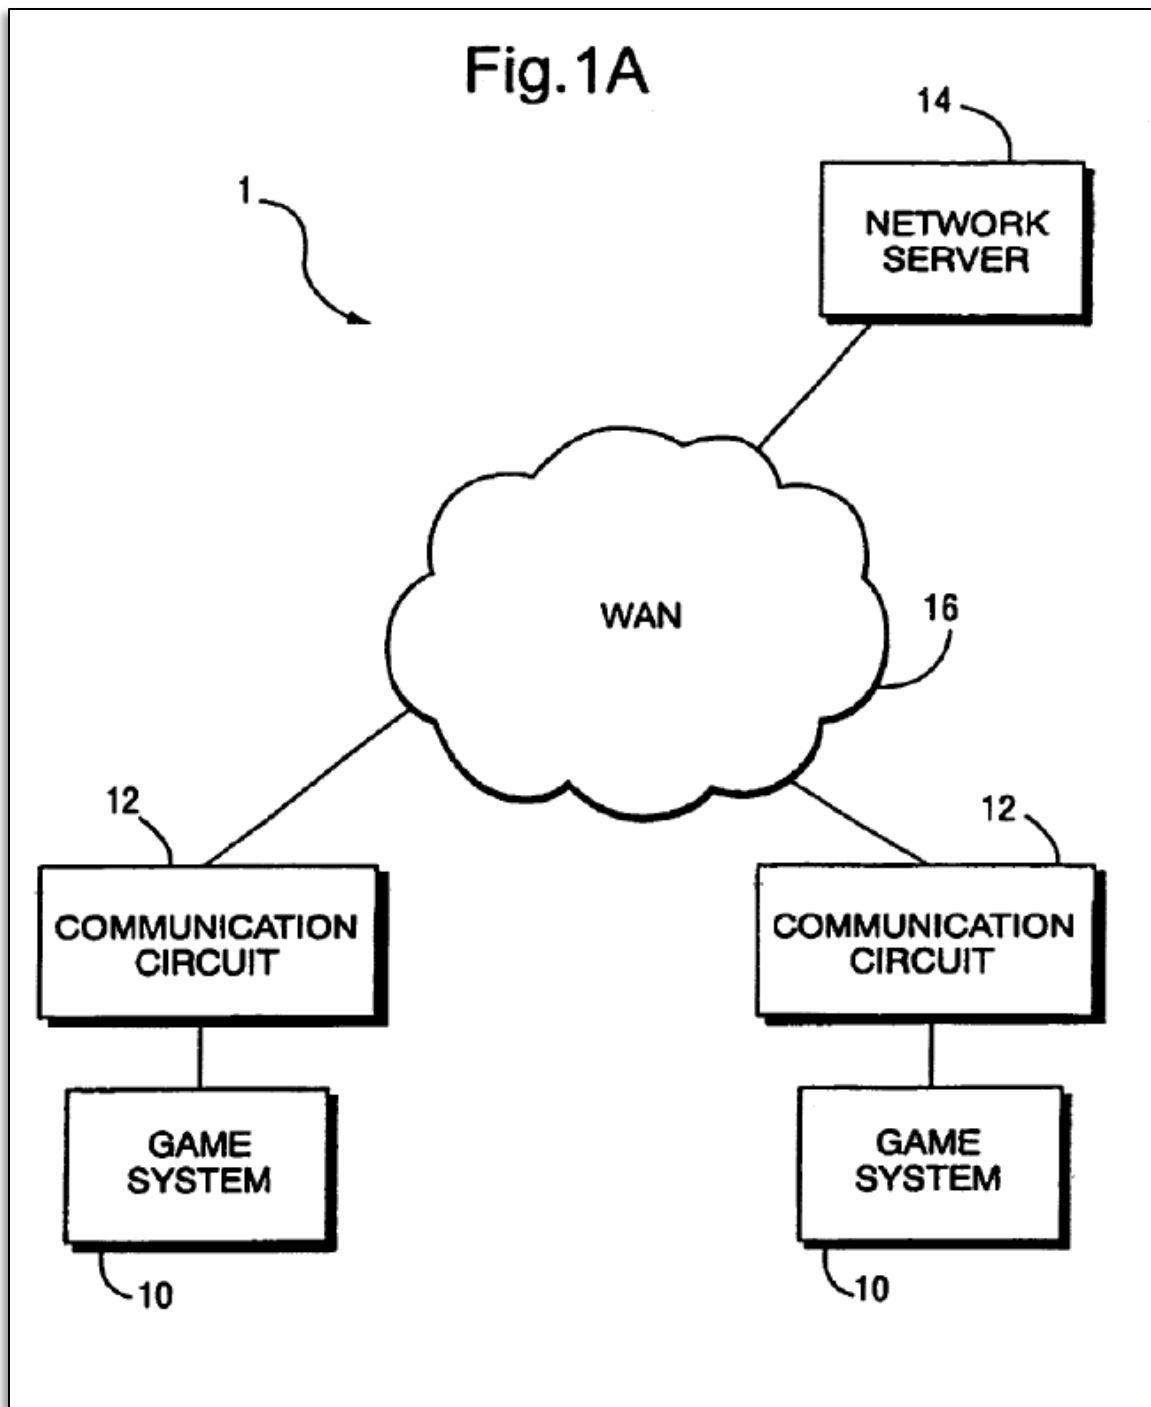 Fig.1A
14
1
NETWORK
SERVER
WAN
16
12
12
COMMUNICATION
CIRCUIT
COMMUNICATION
CIRCUIT
GAME
SYSTEM
GAME
SYSTEM
10
10